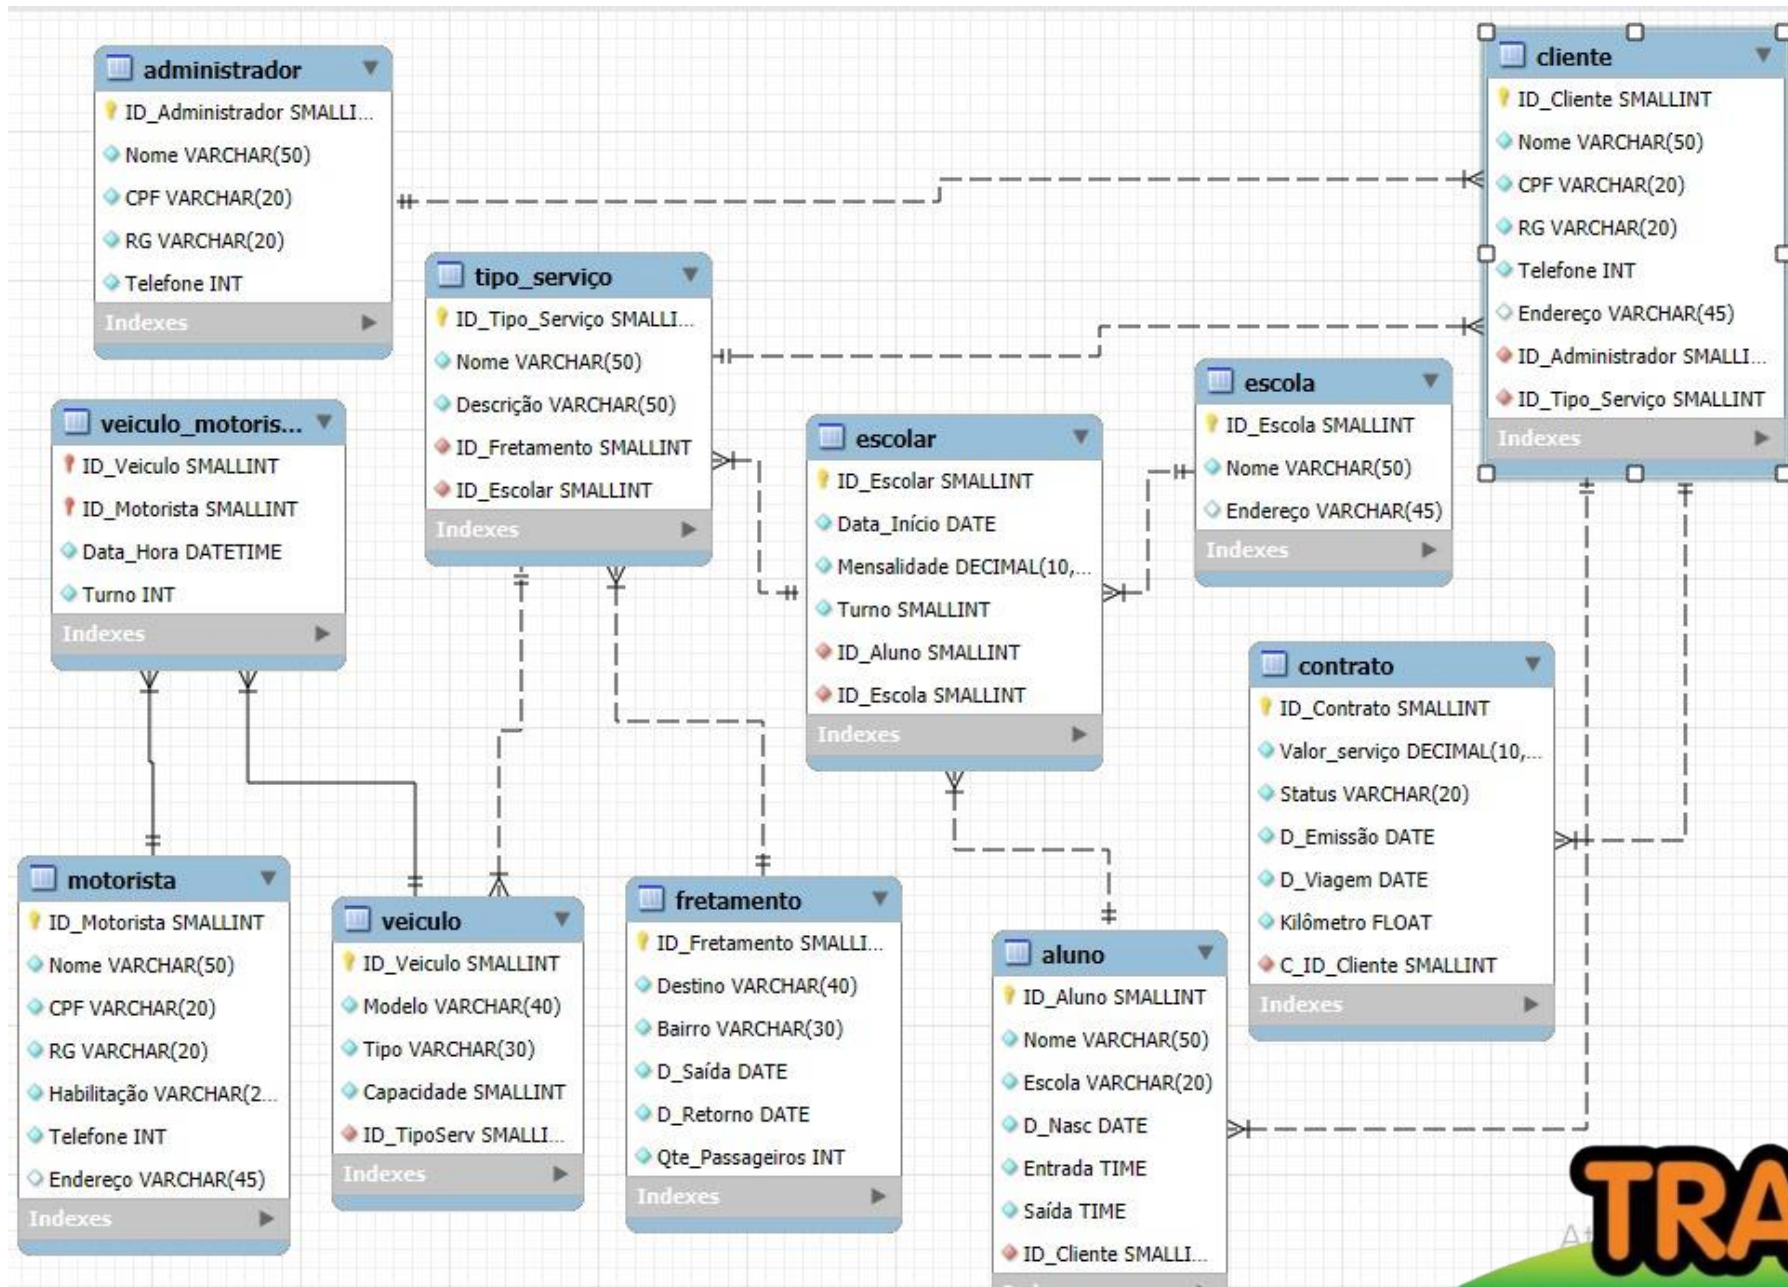 administrador
ID_Administrador SMALLI...
Nome VARCHAR(50)
CPF VARCHAR(20)
RG VARCHAR(20)
Telefone INT
Indexes
cliente
ID_Cliente SMALLINT
Nome VARCHAR(50)
CPF VARCHAR(20)
RG VARCHAR(20)
Telefone INT
Endereço VARCHAR(45)
ID_Administrador SMALLI...
ID_Tipo_Serviço SMALLINT
Indexes
tipo_serviço
ID_Tipo_Serviço SMALLI...
Nome VARCHAR(50)
Descrição VARCHAR(50)
ID_Fretamento SMALLINT
ID_Escolar SMALLINT
Indexes
escola
ID_Escola SMALLINT
Nome VARCHAR(50)
Endereço VARCHAR(45)
Indexes
veiculo_motoris...
ID_Veiculo SMALLINT
ID_Motorista SMALLINT
Data_Hora DATETIME
Turno INT
Indexes
escolar
ID_Escolar SMALLINT
Data_Início DATE
Mensalidade DECIMAL(10,...
Turno SMALLINT
ID_Aluno SMALLINT
ID_Escola SMALLINT
Indexes
contrato
ID_Contrato SMALLINT
Valor_serviço DECIMAL(10,...
Status VARCHAR(20)
D_Emissão DATE
D_Viagem DATE
Kilômetro FLOAT
C_ID_Cliente SMALLINT
Indexes
motorista
ID_Motorista SMALLINT
Nome VARCHAR(50)
CPF VARCHAR(20)
RG VARCHAR(20)
Habilitação VARCHAR(2...
Telefone INT
Endereço VARCHAR(45)
Indexes
veiculo
ID_Veiculo SMALLINT
Modelo VARCHAR(40)
Tipo VARCHAR(30)
Capacidade SMALLINT
ID_TipoServ SMALLI...
Indexes
fretamento
ID_Fretamento SMALLI...
Destino VARCHAR(40)
Bairro VARCHAR(30)
D_Saída DATE
D_Retorno DATE
Qte_Passageiros INT
Indexes
aluno
ID_Aluno SMALLINT
Nome VARCHAR(50)
Escola VARCHAR(20)
D_Nasc DATE
Entrada TIME
Saída TIME
ID_Cliente SMALLI...
TRA